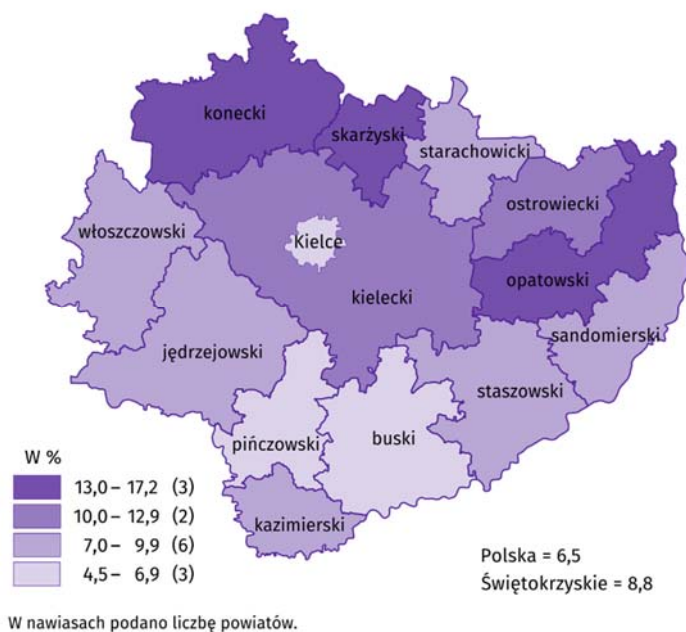 konecki
skarżyski
starachowicki
ostrowiecki
włoszczowski
Kielce
opatowski
kielecki
sandomierski
jędrzejowski
staszowski
pińczowski
buski
kazimierski
W %
13,0 – 17,2 (3)
10,0 – 12,9 (2)
7,0 – 9,9 (6)
4,5 – 6,9 (3)
Polska = 6,5
Świętokrzyskie = 8,8
W nawiasach podano liczbę powiatów.